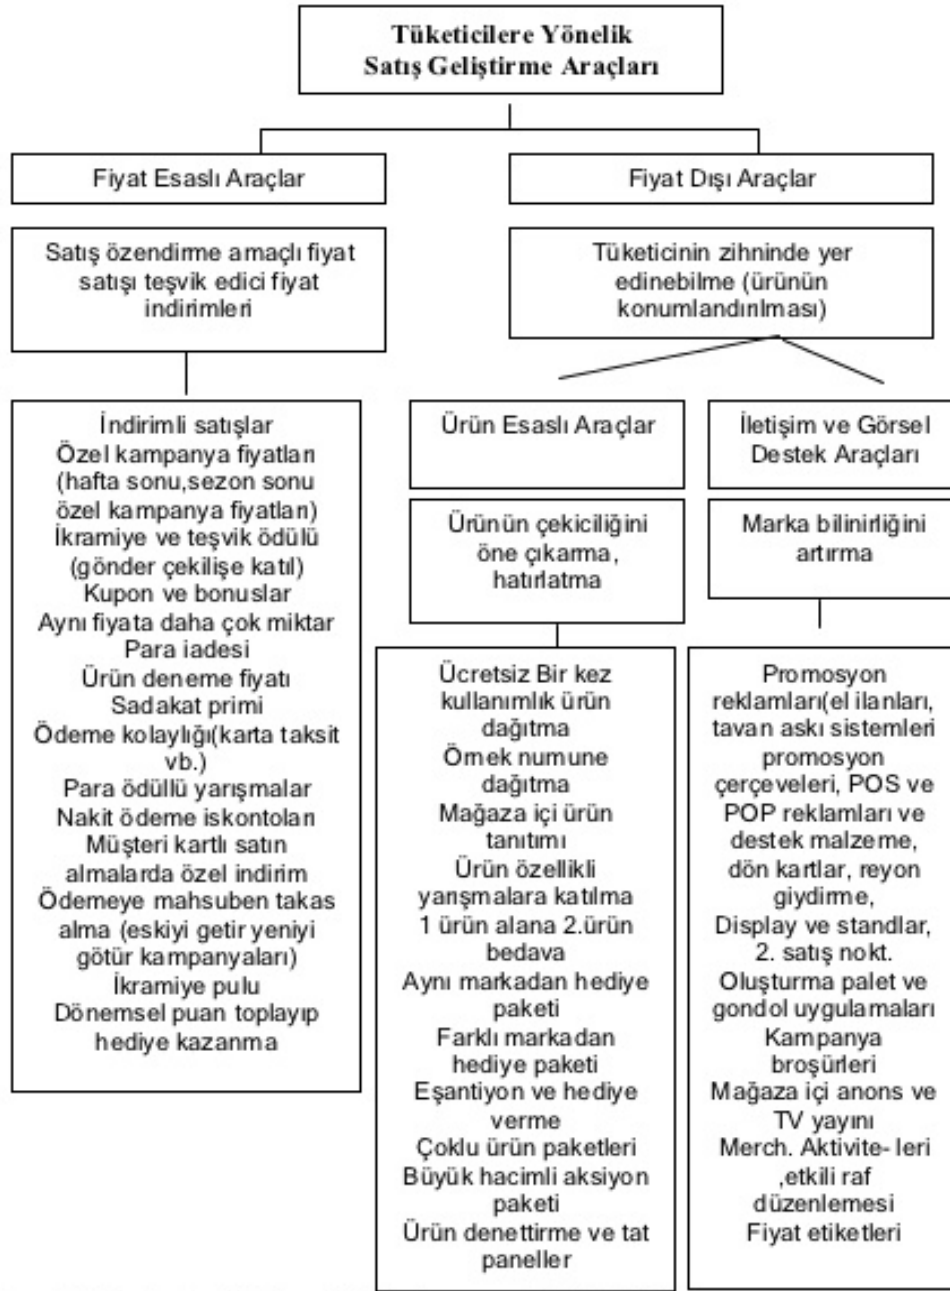 Tüketicilere Yönelik
Satış Geliştirme Araçları
Fiyat Esaslı Araçlar
Fiyat Dışı Araçlar
Satış özendirme amaçlı fiyat
satışı teşvik edici fiyat
indirimleri
Tüketicinin zihninde yer
edinebilme (ürünün
konumlandırılması)
İndirimli satışlar
Özel kampanya fiyatları
(hafta sonu,sezon sonu
özel kampanya fiyatları)
İkramiye ve teşvik ödülü
(gönder çekilişe katıl)
Kupon ve bonuslar
Aynı fiyata daha çok miktar
Para iadesi
Ürün deneme fiyatı
Sadakat primi
Ödeme kolaylığı(karta taksit
vb.)
Para ödüllü yarışmalar
Nakit ödeme iskontoları
Müşteri kartlı satın
almalarda özel indirim
Ödemeye mahsuben takas
alma (eskiyi getir yeniyi
götür kampanyaları)
İkramiye pulu
Dönemsel puan toplayıp
hediye kazanma
Ürün Esaslı Araçlar
Ürünün çekiciliğini
öne çıkarma,
hatırlatma
Ücretsiz Bir kez
kullanımlık ürün
dağıtma
Örnek numune
dağıtma
Mağaza içi ürün
tanıtımı
Ürün özellikli
yarışmalara katılma
1 ürün alana 2.ürün
bedava
Aynı markadan hediye
paketi
Farklı markadan
hediye paketi
Eşantiyon ve hediye
verme
Çoklu ürün paketleri
Büyük hacimli aksiyon
paketi
Ürün denettirme ve tat
paneller
İletişim ve Görsel
Destek Araçları
Marka bilinirliğini
artırma
Promosyon
reklamları(el ilanları,
tavan askı sistemleri
promosyon
çerçeveleri, POS ve
POP reklamları ve
destek malzeme,
dön kartlar, reyon
giydirme,
Display ve standlar,
2. satış nokt.
Oluşturma palet ve
gondol uygulamaları
Kampanya
broşürleri
Mağaza içi anons ve
TV yayını
Merch. Aktivite- leri
,etkili raf
düzenlemesi
Fiyat etiketleri